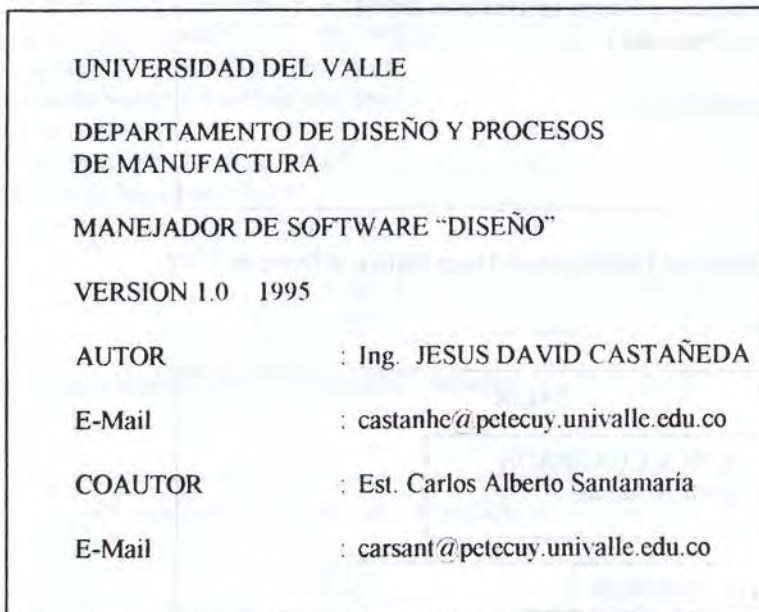 UNIVERSIDAD DEL VALLE
DEPARTAMENTO DE DISEÑO Y PROCESOS
DE MANUFACTURA
MANEJADOR DE SOFTWARE “DISEÑO”
VERSION 1.0 1995
AUTOR : Ing. JESUS DAVID CASTAÑEDA
E-Mail : castanhe@petecuy.univalle.edu.co
COAUTOR : Est. Carlos Alberto Santamaría
E-Mail : carsant@petecuy.univalle.edu.co